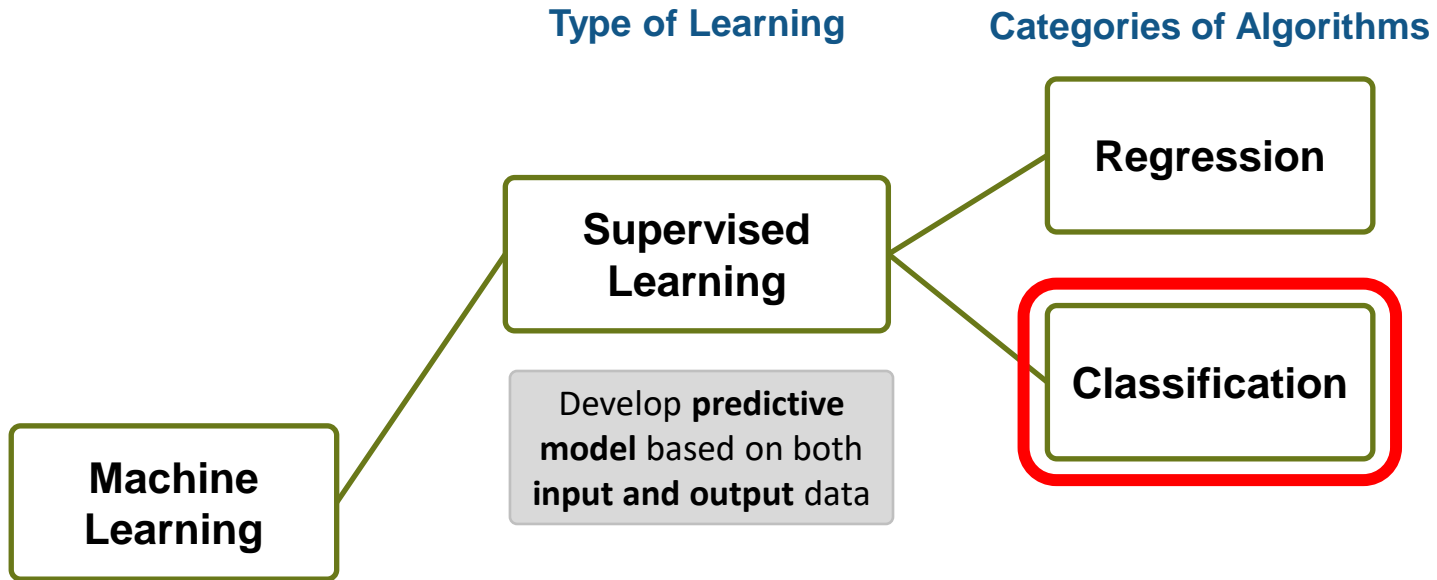 Type of Learning
Categories of Algorithms
Regression
Supervised
Learning
Classification
Develop predictive
model based on both
input and output data
Machine
Learning